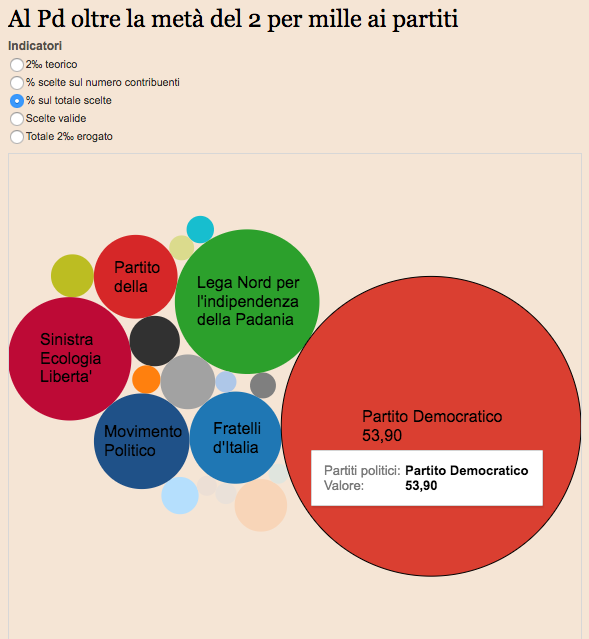 Al Pd oltre la metà del 2 per mille ai partiti
Indicatori
2‰ teorico
% scelte sul numero contribuenti
% sul totale scelte
Scelte valide
Totale 2‰ erogato
Partito
della
Lega Nord per
l'indipendenza
della Padania
Sinistra
Ecologia
Liberta'
Movimento
Politico
Fratelli
d'Italia
Partito Democratico
53,90
Partiti politici: Partito Democratico
Valore: 53,90